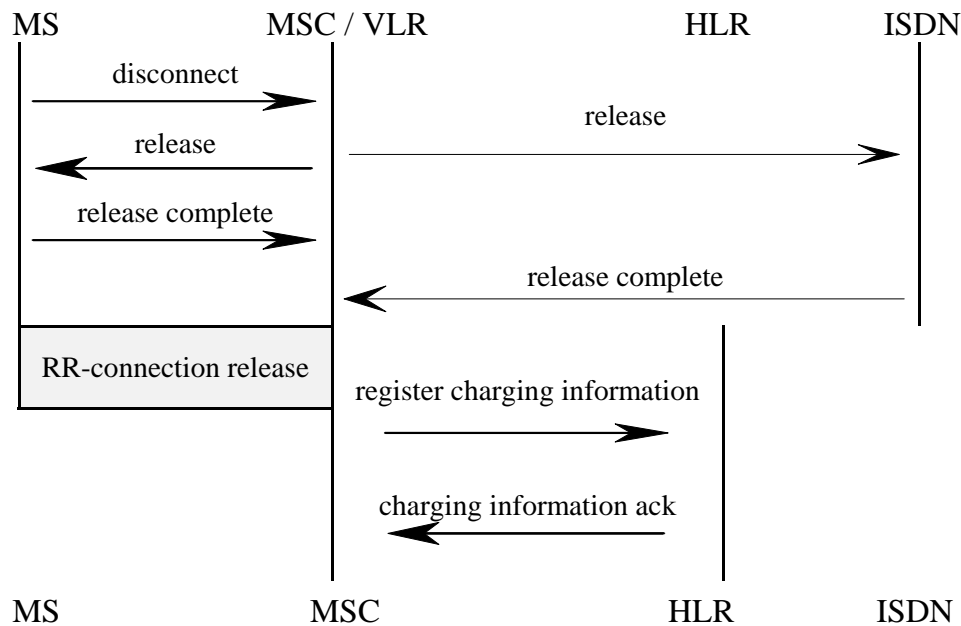 MS MSC / VLR HLR ISDN
disconnect
release
release
release complete
release complete
RR-connection release
register charging information
charging information ack
MS MSC HLR ISDN